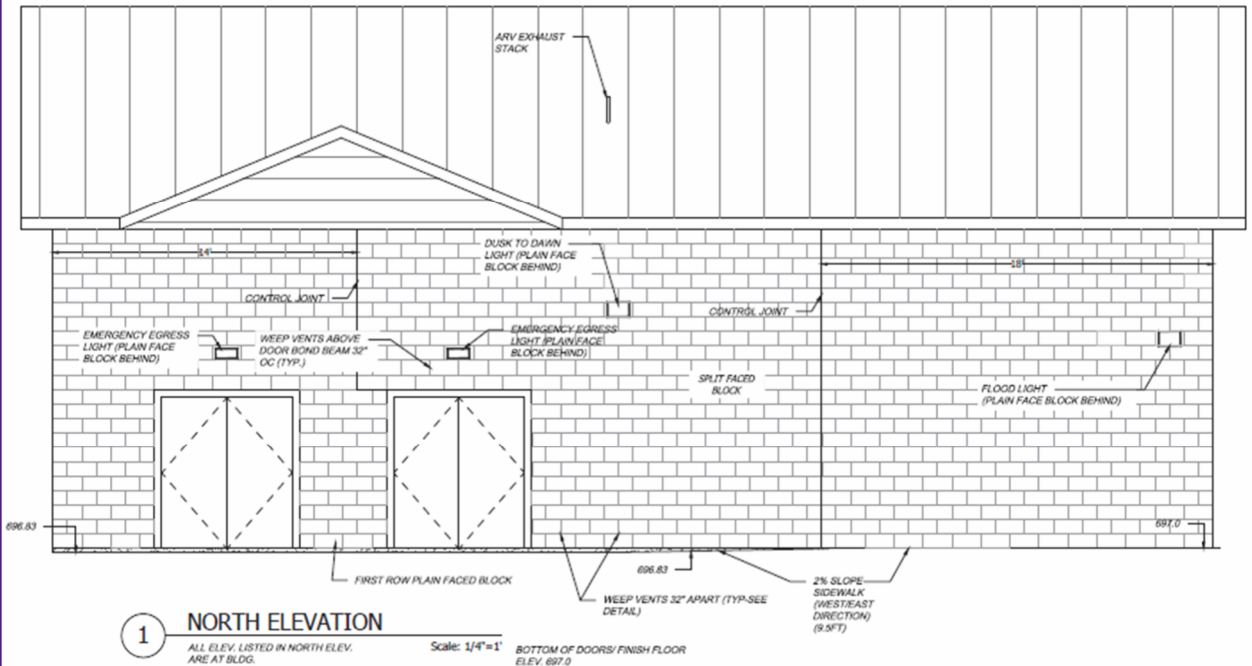 ARV EXHAUST
STACK
DUSK TO DAWN
LIGHT (PLAIN FACE
BLOCK BEHIND)
14'
18'
CONTROL JOINT
CONTROL JOINT
EMERGENCY EGRESS
LIGHT (PLAIN FACE
BLOCK BEHIND)
WEEP VENTS ABOVE
DOOR BOND BEAM 32"
OC (TYP.)
EMERGENCY EGRESS
LIGHT (PLAIN FACE
BLOCK BEHIND)
SPLIT FACED
BLOCK
FLOOD LIGHT
(PLAIN FACE BLOCK BEHIND)
696.83
697.0
FIRST ROW PLAIN FACED BLOCK
696.83
WEEP VENTS 32" APART (TYP-SEE
DETAIL)
2% SLOPE
SIDEWALK
(WEST/EAST
DIRECTION)
(9.5FT)
1
NORTH ELEVATION
ALL ELEV. LISTED IN NORTH ELEV.
ARE AT BLDG.
Scale: 1/4"=1'
BOTTOM OF DOORS/ FINISH FLOOR
ELEV. 697.0